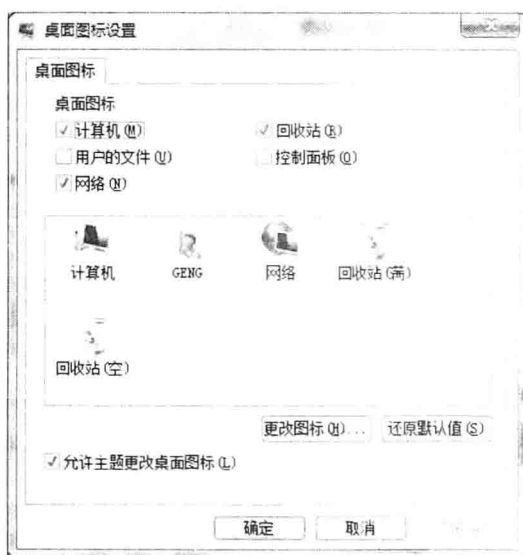 桌面图标设置
桌面图标
桌面图标
计算机(M) 回收站(R)
用户的文件(U) 控制面板(O)
网络(N)
计算机 GENG 网络 回收站(满)
回收站(空)
更改图标(H)... 还原默认值(S)
允许主题更改桌面图标(L)
确定 取消